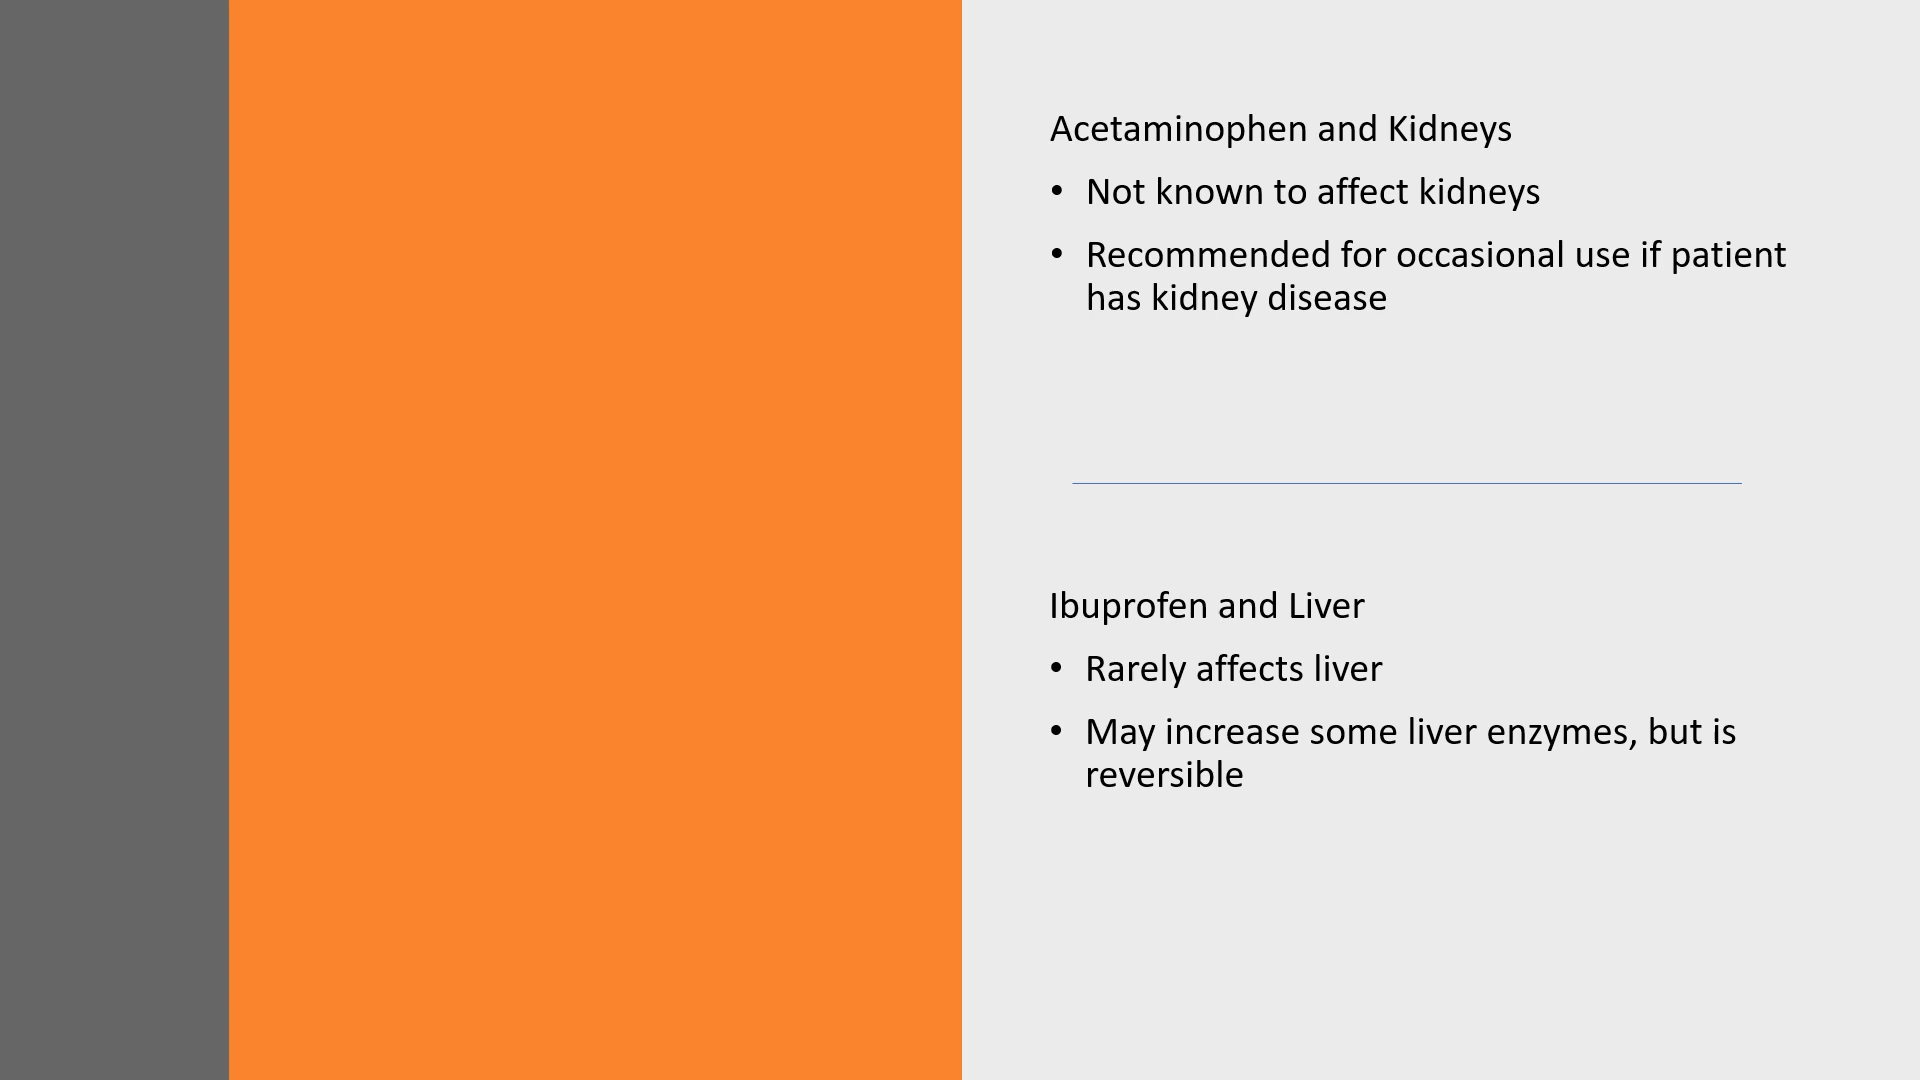 Acetaminophen and Kidneys
• Not known to affect kidneys
• Recommended for occasional use if patient
has kidney disease
Ibuprofen and Liver
• Rarely affects liver
• May increase some liver enzymes, but is
reversible